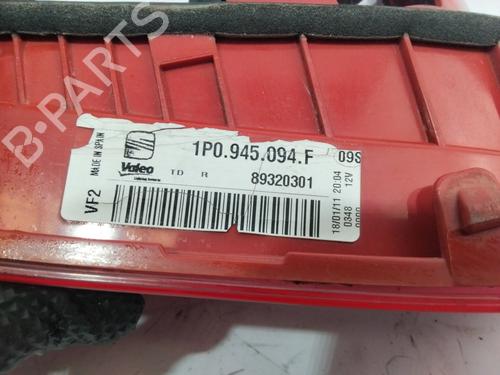 1P0.945.094.F
09S
Valeo
TD R
89320301
MADE IN SPAIN
VF2
18/01/11 20:04
12V
0348
B-PARTS